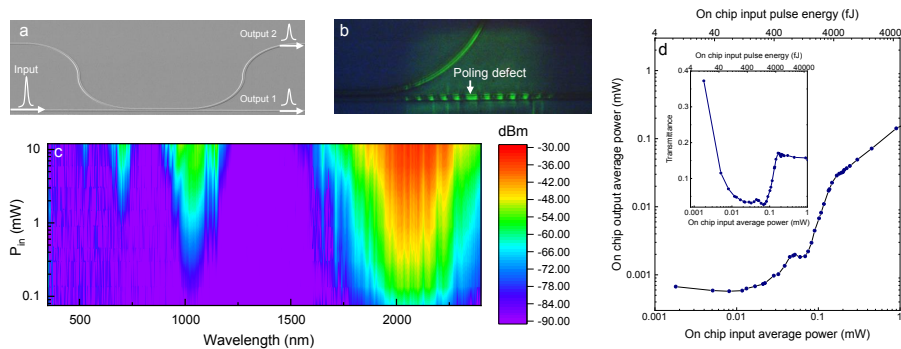 a
Output 2
Input
Output 1
b
Poling defect
c
P_in (mW)
10
1
0.1
500
1000
1500
2000
Wavelength (nm)
dBm
-30.00
-36.00
-42.00
-48.00
-54.00
-60.00
-66.00
-72.00
-78.00
-84.00
-90.00
On chip input pulse energy (fJ)
4
40
400
4000
d
On chip output average power (mW)
1
0.1
0.01
0.001
0.001
0.01
0.1
1
On chip input average power (mW)
On chip input pulse energy (fJ)
4
40
400
4000
4000
Transmittance
0.4
0.3
0.2
0.1
0.001
0.01
0.1
1
On chip input average power (mW)